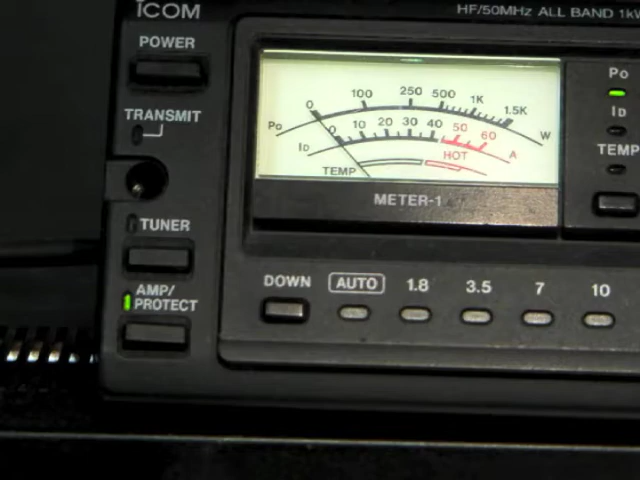 ICOM
HF/50MHz ALL BAND 1kW
POWER
TRANSMIT
TUNER
AMP/
PROTECT
0 100 250 500 1K 1.5K
Po W
0 10 20 30 40 50 60
ID A
HOT
TEMP
METER-1
Po
ID
TEMP
DOWN AUTO 1.8 3.5 7 10